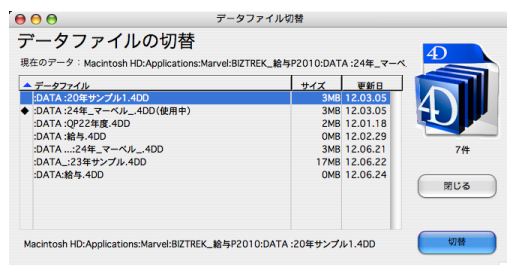 データファイル切替
データファイルの切替
現在のデータ：Macintosh HD:Applications:Marvel:BIZTREK_給与P2010:DATA :24年_マーベ
データファイル サイズ 更新日
:DATA :20年サンプル1.4DD 3MB 12.03.05
◆ :DATA :24年_マーベル_.4DD(使用中) 3MB 12.03.05
:DATA :QP22年度.4DD 2MB 12.01.18
:DATA :給与.4DD 0MB 12.02.29
:DATA ...:24年_マーベル_.4DD 3MB 12.06.21
:DATA_:23年サンプル.4DD 17MB 12.06.22
:DATA:給与.4DD 0MB 12.06.24
4D
4D
7件
閉じる
Macintosh HD:Applications:Marvel:BIZTREK_給与P2010:DATA :20年サンプル1.4DD
切替